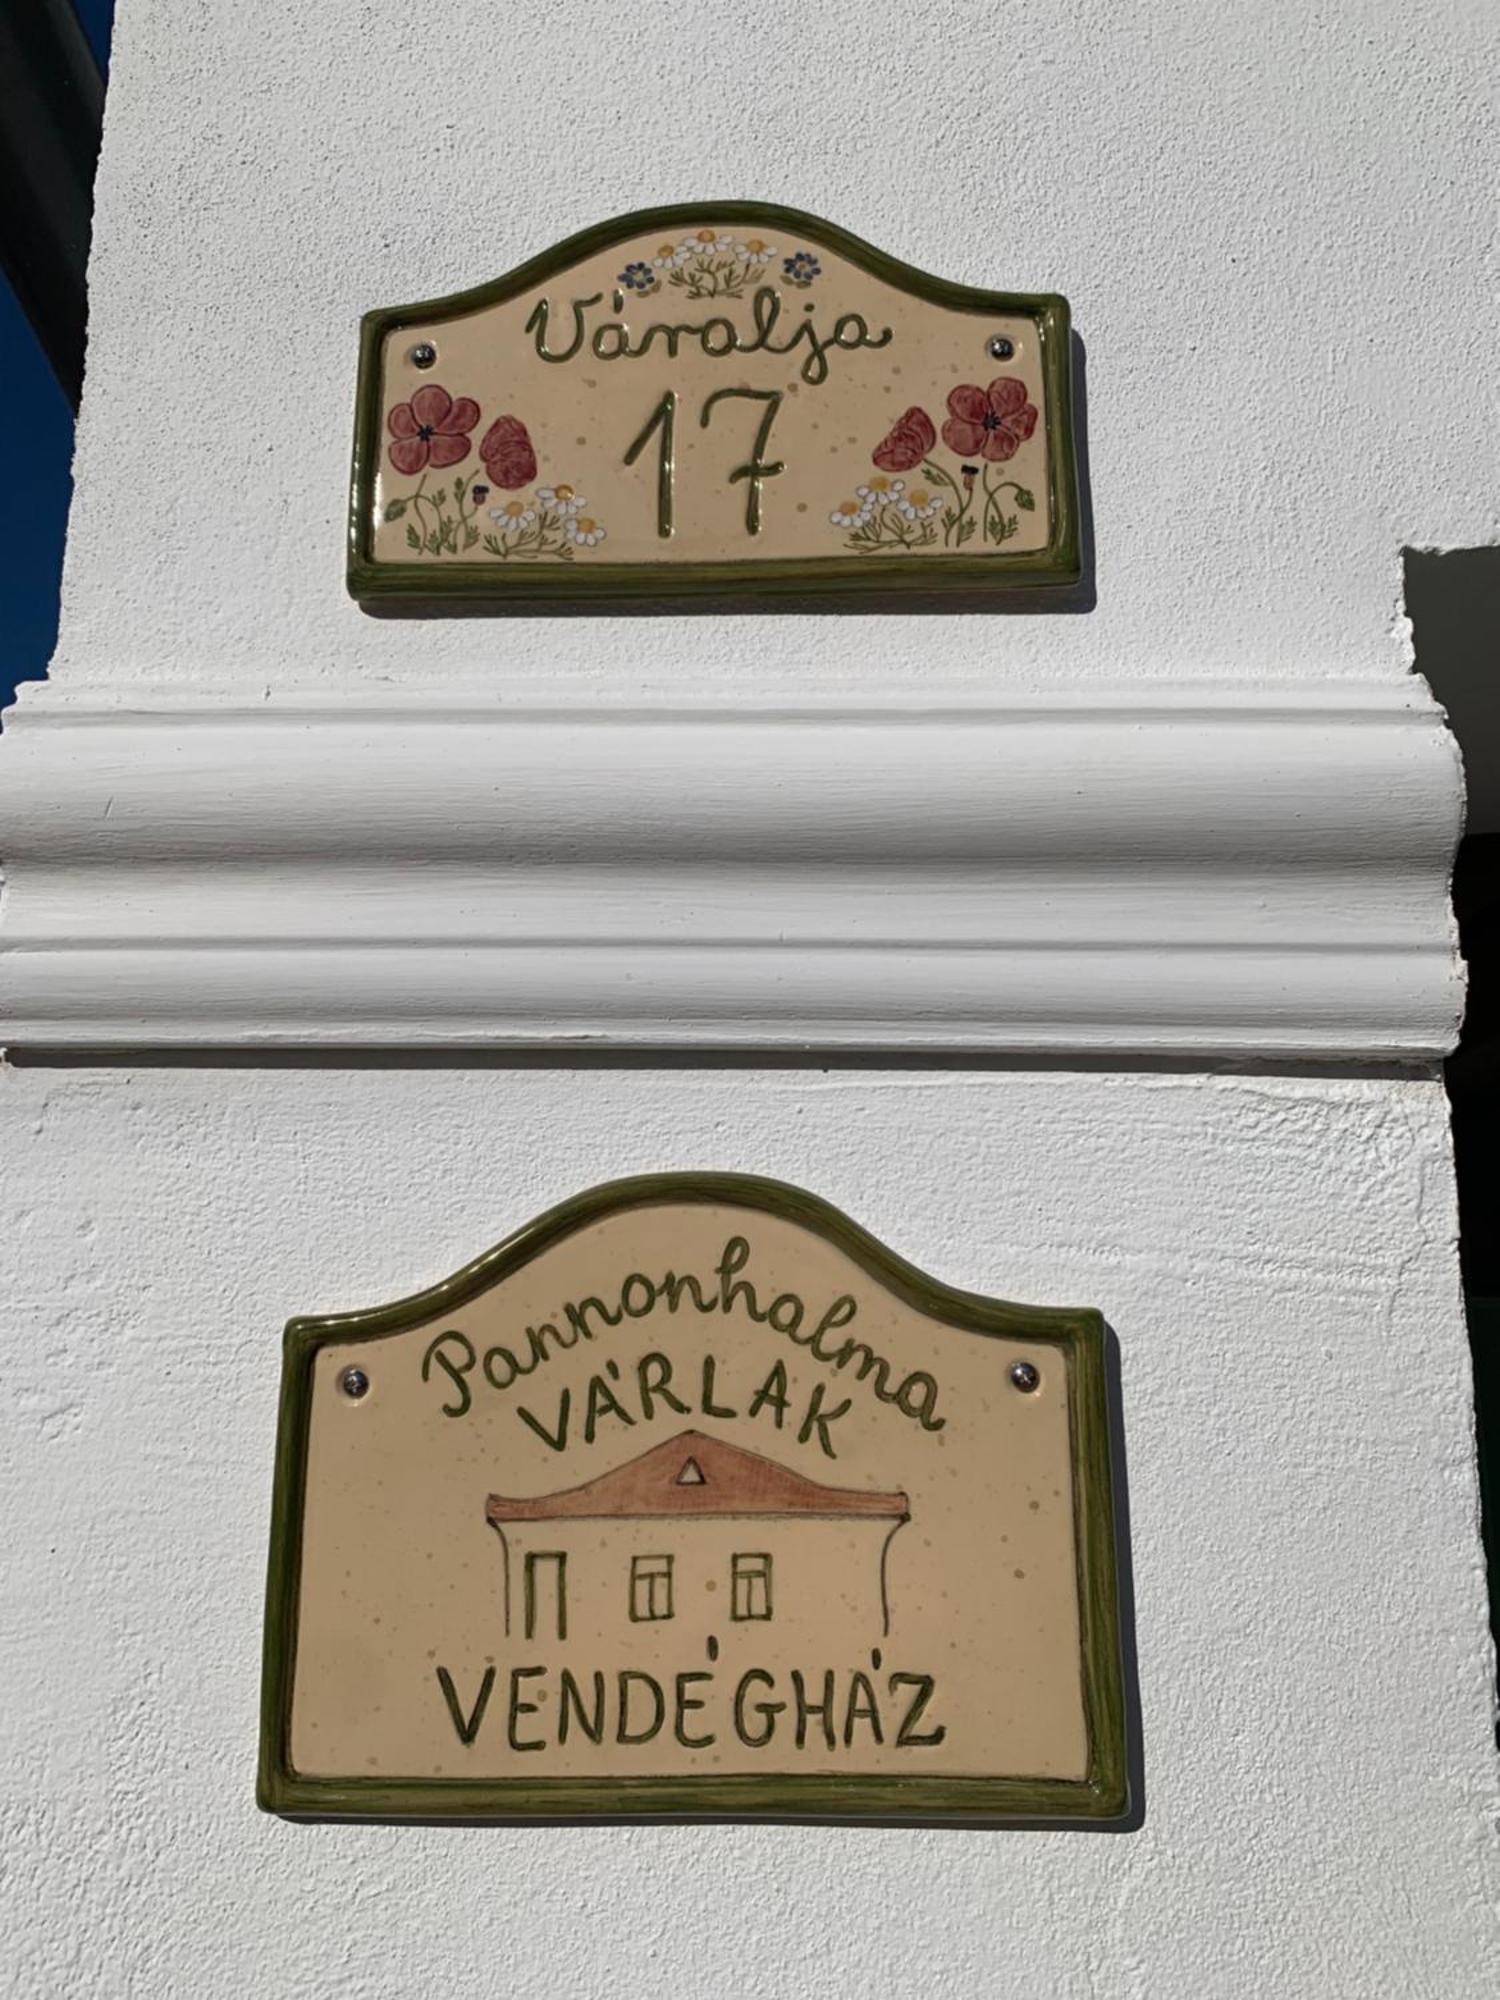 Váralja
17
Pannonhalma
VÁRLAK
VENDÉGHÁZ